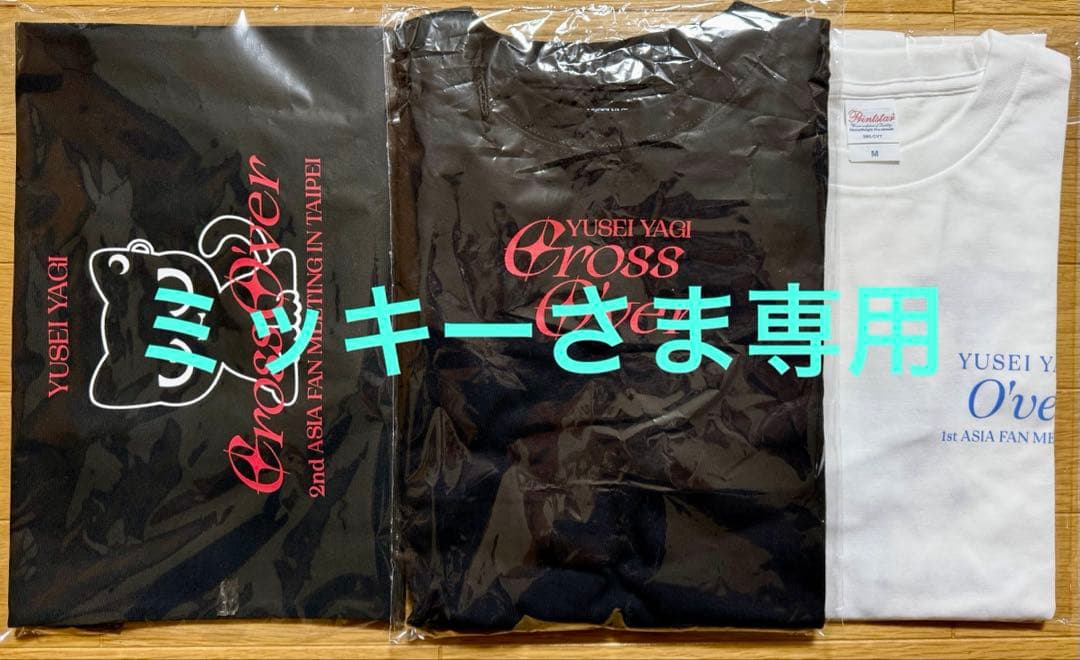 YUSEI YAGI
Cross O'ver
2nd ASIA FAN MEETING IN TAIPEI
YUSEI YAGI
Cross
O'ver
Printstar
M
YUSEI YA
O've
1st ASIA FAN ME
ミッキーさま専用